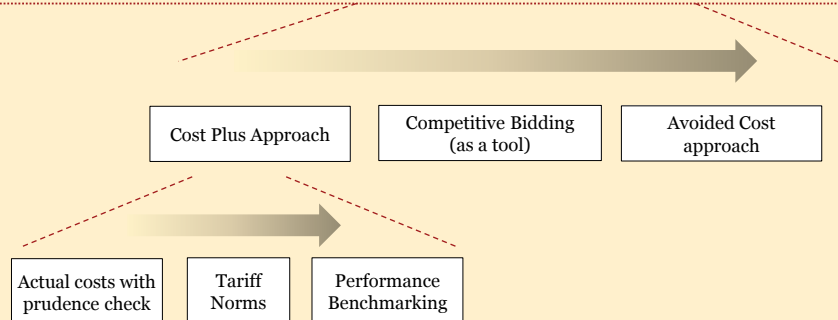 Cost Plus Approach
Competitive Bidding
(as a tool)
Avoided Cost
approach
Actual costs with
prudence check
Tariff
Norms
Performance
Benchmarking